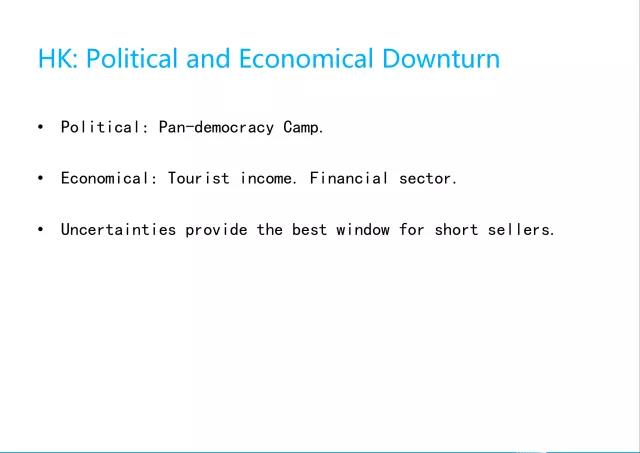 HK: Political and Economical Downturn
• Political: Pan-democracy Camp.
• Economical: Tourist income. Financial sector.
• Uncertainties provide the best window for short sellers.